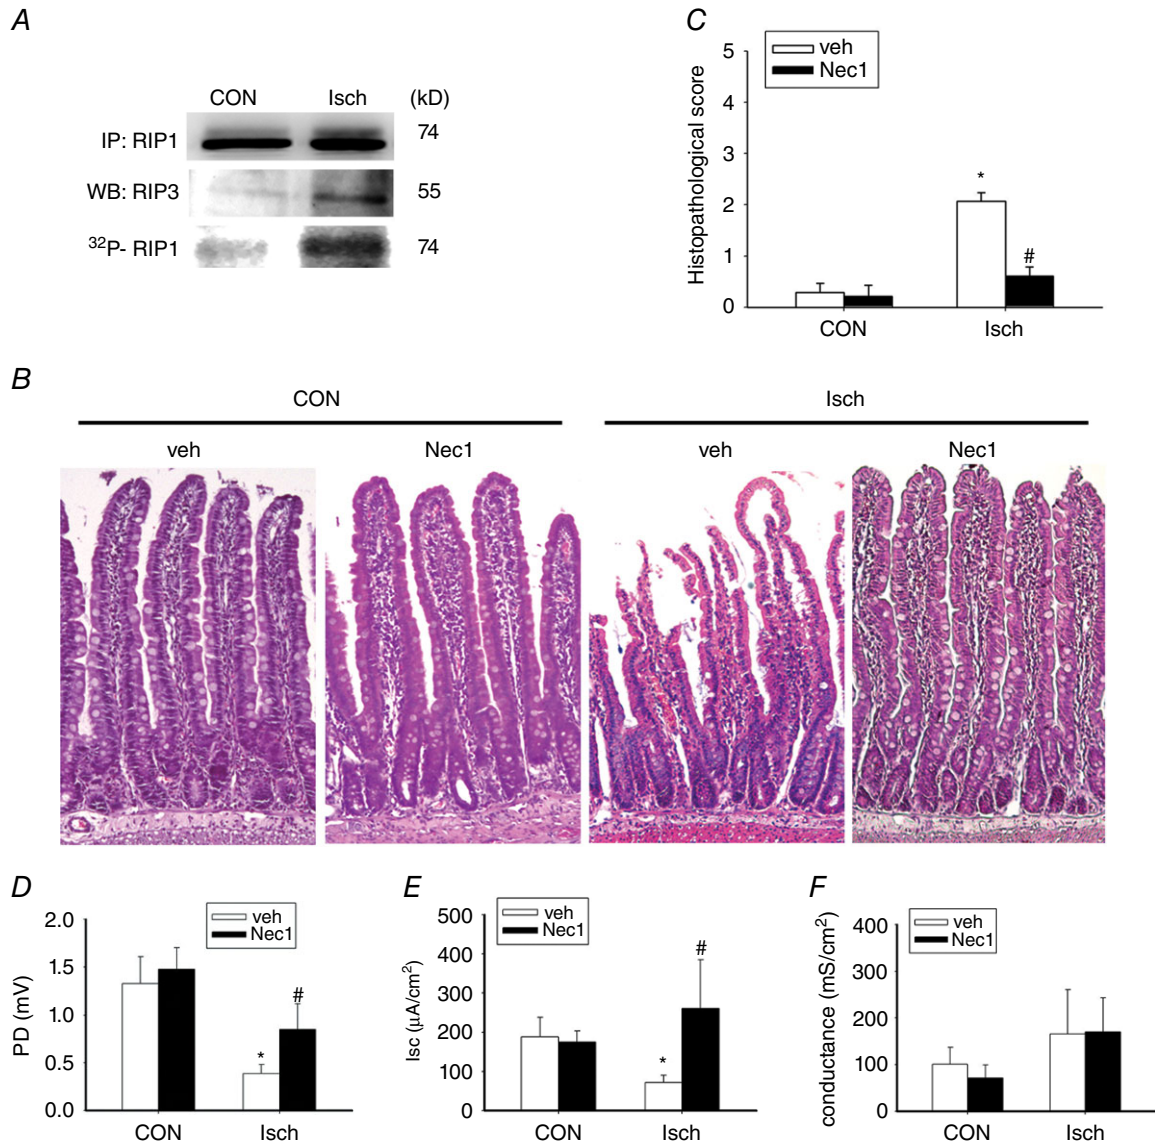 A
CON Isch (kD)
IP: RIP1 74
WB: RIP3 55
32P- RIP1 74
C
veh
Nec1
Histopathological score
5
4
3
2
1
0
*
#
CON Isch
B
CON Isch
veh Nec1 veh Nec1
D
veh
Nec1
PD (mV)
2.0
1.5
1.0
0.5
0.0
*
#
CON Isch
E
veh
Nec1
Isc (μA/cm2)
500
400
300
200
100
0
*
#
CON Isch
F
veh
Nec1
conductance (mS/cm2)
400
300
200
100
0
CON Isch